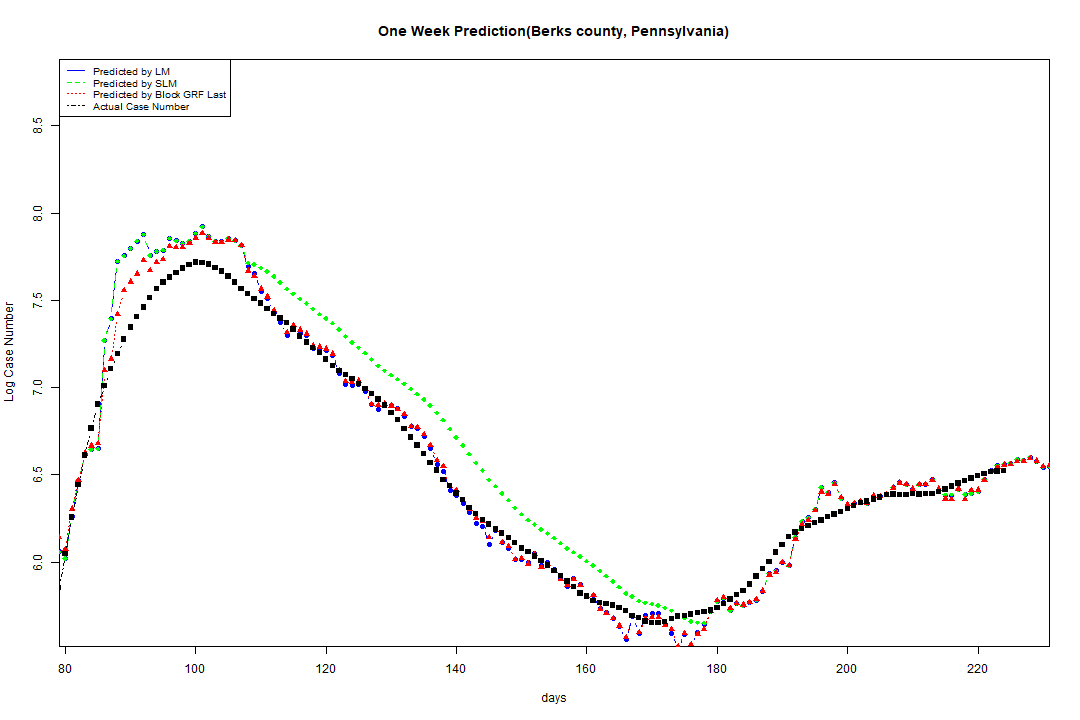 One Week Prediction(Berks county, Pennsylvania)
Predicted by LM
Predicted by SLM
Predicted by Block GRF Last
Actual Case Number
Log Case Number
8.5
8.0
7.5
7.0
6.5
6.0
80 100 120 140 160 180 200 220
days